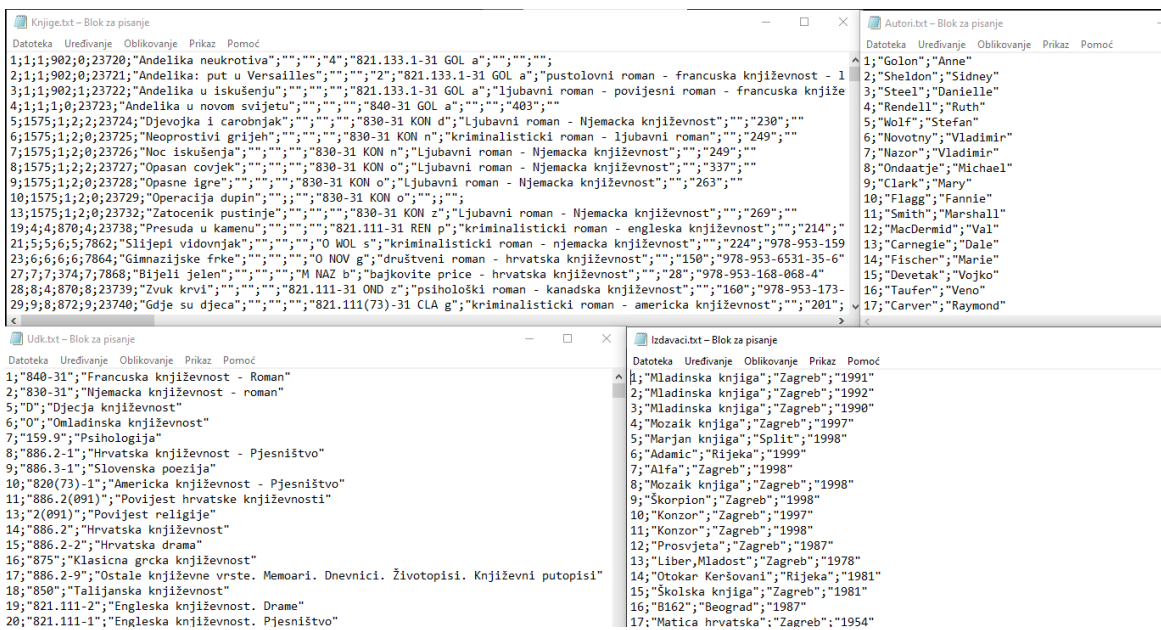 Knjige.txt – Blok za pisanje
Datoteka Uređivanje Oblikovanje Prikaz Pomoć
1;1;1;902;0;23720;"Andelika neukrotiva";"";"";"4";"821.133.1-31 GOL a";"";"";"";
2;1;1;902;0;23721;"Andelika: put u Versailles";"";"";"2";"821.133.1-31 GOL a";"pustolovni roman - francuska književnost - l
3;1;1;902;1;23722;"Andelika u iskušenju";"";"";"";"821.133.1-31 GOL a";"ljubavni roman - povijesni roman - francuska knjiže
4;1;1;1;0;23723;"Andelika u novom svijetu";"";"";"";"840-31 GOL a";"";"";"403";""
5;1575;1;2;2;23724;"Djevojka i carobnjak";"";"";"";"830-31 KON d";"Ljubavni roman - Njemacka književnost";"";"230";""
6;1575;1;2;0;23725;"Neoprostivi grijeh";"";"";"";"830-31 KON n";"kriminalisticki roman - ljubavni roman";"";"249";""
7;1575;1;2;0;23726;"Noc iskušenja";"";"";"";"830-31 KON n";"Ljubavni roman - Njemacka književnost";"";"249";""
8;1575;1;2;2;23727;"Opasan covjek";"";"";"";"830-31 KON o";"Ljubavni roman - Njemacka književnost";"";"337";""
9;1575;1;2;0;23728;"Opasne igre";"";"";"";"830-31 KON o";"Ljubavni roman - Njemacka književnost";"";"263";""
10;1575;1;2;0;23729;"Operacija dupin";"";;"";"830-31 KON o";"";;"";
13;1575;1;2;0;23732;"Zatocenik pustinje";"";"";"";"830-31 KON z";"Ljubavni roman - Njemacka književnost";"";"269";""
19;4;4;870;4;23738;"Presuda u kamenu";"";"";"";"821.111-31 REN p";"kriminalisticki roman - engleska književnost";"";"214";"
21;5;5;6;5;7862;"Slijepi vidovnjak";"";"";"";"O WOL s";"kriminalisticki roman - njemacka književnost";"";"224";"978-953-159
23;6;6;6;6;7864;"Gimnazijske frke";"";"";"";"O NOV g";"društveni roman - hrvatska književnost";"";"150";"978-953-6531-35-6"
27;7;7;374;7;7868;"Bijeli jelen";"";"";"";"M NAZ b";"bajkovite price - hrvatska književnost";"";"28";"978-953-168-068-4"
28;8;4;870;8;23739;"Zvuk krvi";"";"";"";"821.111-31 OND z";"psihološki roman - kanadska književnost";"";"160";"978-953-173-
29;9;8;872;9;23740;"Gdje su djeca";"";"";"";"821.111(73)-31 CLA g";"kriminalisticki roman - americka književnost";"";"201";
Autori.txt – Blok za pisanje
Datoteka Uređivanje Oblikovanje Prikaz Pomoć
1;"Golon";"Anne"
2;"Sheldon";"Sidney"
3;"Steel";"Danielle"
4;"Rendell";"Ruth"
5;"Wolf";"Stefan"
6;"Novotny";"Vladimir"
7;"Nazor";"Vladimir"
8;"Ondaatje";"Michael"
9;"Clark";"Mary"
10;"Flagg";"Fannie"
11;"Smith";"Marshall"
12;"MacDermid";"Val"
13;"Carnegie";"Dale"
14;"Fischer";"Marie"
15;"Devetak";"Vojko"
16;"Taufer";"Veno"
17;"Carver";"Raymond"
Udk.txt – Blok za pisanje
Datoteka Uređivanje Oblikovanje Prikaz Pomoć
1;"840-31";"Francuska književnost - Roman"
2;"830-31";"Njemacka književnost - roman"
5;"D";"Djecja književnost"
6;"O";"Omladinska književnost"
7;"159.9";"Psihologija"
8;"886.2-1";"Hrvatska književnost - Pjesništvo"
9;"886.3-1";"Slovenska poezija"
10;"820(73)-1";"Americka književnost - Pjesništvo"
11;"886.2(091)";"Povijest hrvatske književnosti"
13;"2(091)";"Povijest religije"
14;"886.2";"Hrvatska književnost"
15;"886.2-2";"Hrvatska drama"
16;"875";"Klasicna grcka književnost"
17;"886.2-9";"Ostale književne vrste. Memoari. Dnevnici. Životopisi. Književni putopisi"
18;"850";"Talijanska književnost"
19;"821.111-2";"Engleska književnost. Drame"
20;"821.111-1";"Engleska književnost. Pjesništvo"
Izdavaci.txt – Blok za pisanje
Datoteka Uređivanje Oblikovanje Prikaz Pomoć
1;"Mladinska knjiga";"Zagreb";"1991"
2;"Mladinska knjiga";"Zagreb";"1992"
3;"Mladinska knjiga";"Zagreb";"1990"
4;"Mozaik knjiga";"Zagreb";"1997"
5;"Marjan knjiga";"Split";"1998"
6;"Adamic";"Rijeka";"1999"
7;"Alfa";"Zagreb";"1998"
8;"Mozaik knjiga";"Zagreb";"1998"
9;"Škorpion";"Zagreb";"1998"
10;"Konzor";"Zagreb";"1997"
11;"Konzor";"Zagreb";"1998"
12;"Prosvjeta";"Zagreb";"1987"
13;"Liber,Mladost";"Zagreb";"1978"
14;"Otokar Keršovani";"Rijeka";"1981"
15;"Školska knjiga";"Zagreb";"1981"
16;"B162";"Beograd";"1987"
17;"Matica hrvatska";"Zagreb";"1954"